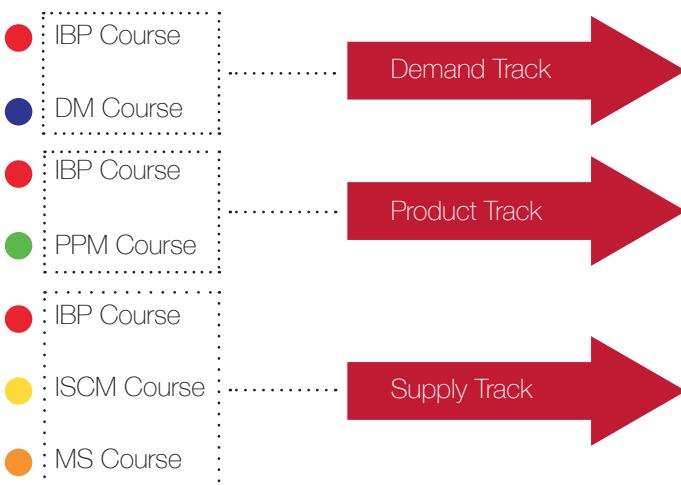 IBP Course
DM Course
Demand Track
IBP Course
PPM Course
Product Track
IBP Course
ISCM Course
MS Course
Supply Track